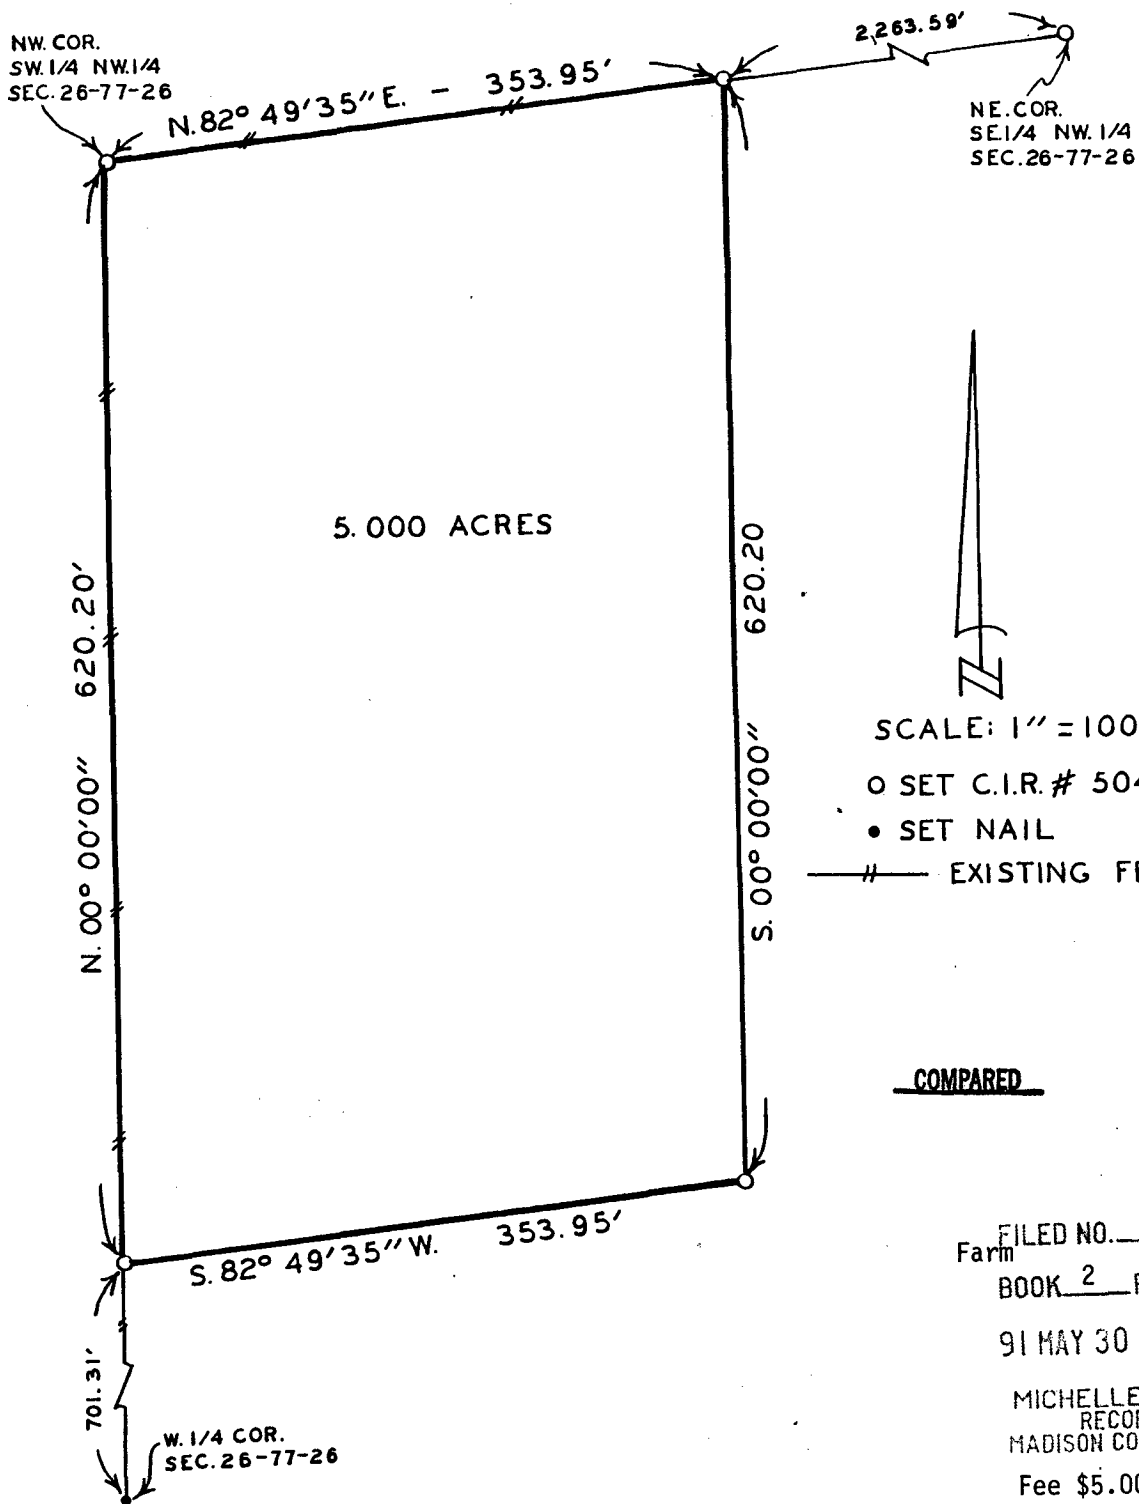 NW. COR.
SW. 1/4 NW. 1/4
SEC. 26-77-26
N. 82° 49' 35" E. - 353.95'
2,263.59'
NE. COR.
SE 1/4 NW. 1/4
SEC. 26-77-26
5.000 ACRES
N. 00° 00' 00" 620.20'
S. 00° 00' 00" 620.20
SCALE: 1" = 100
O SET C.I.R. # 504
• SET NAIL
—//— EXISTING
COMPARED
S. 82° 49' 35" W. 353.95'
701.31'
W. 1/4 COR.
SEC. 26-77-26
Farm
FILED NO.
BOOK 2
91 MAY 30
MICHELLE
RECO
MADISON CO
Fee $5.00